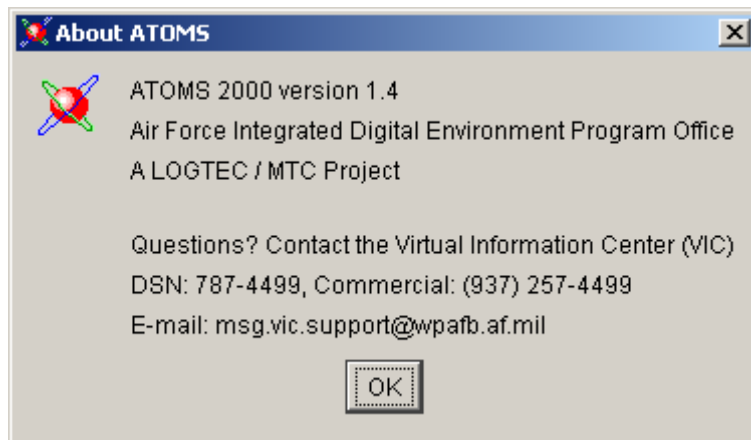 About ATOMS
ATOMS 2000 version 1.4
Air Force Integrated Digital Environment Program Office
A LOGTEC / MTC Project
Questions? Contact the Virtual Information Center (VIC)
DSN: 787-4499, Commercial: (937) 257-4499
E-mail: msg.vic.support@wpafb.af.mil
OK